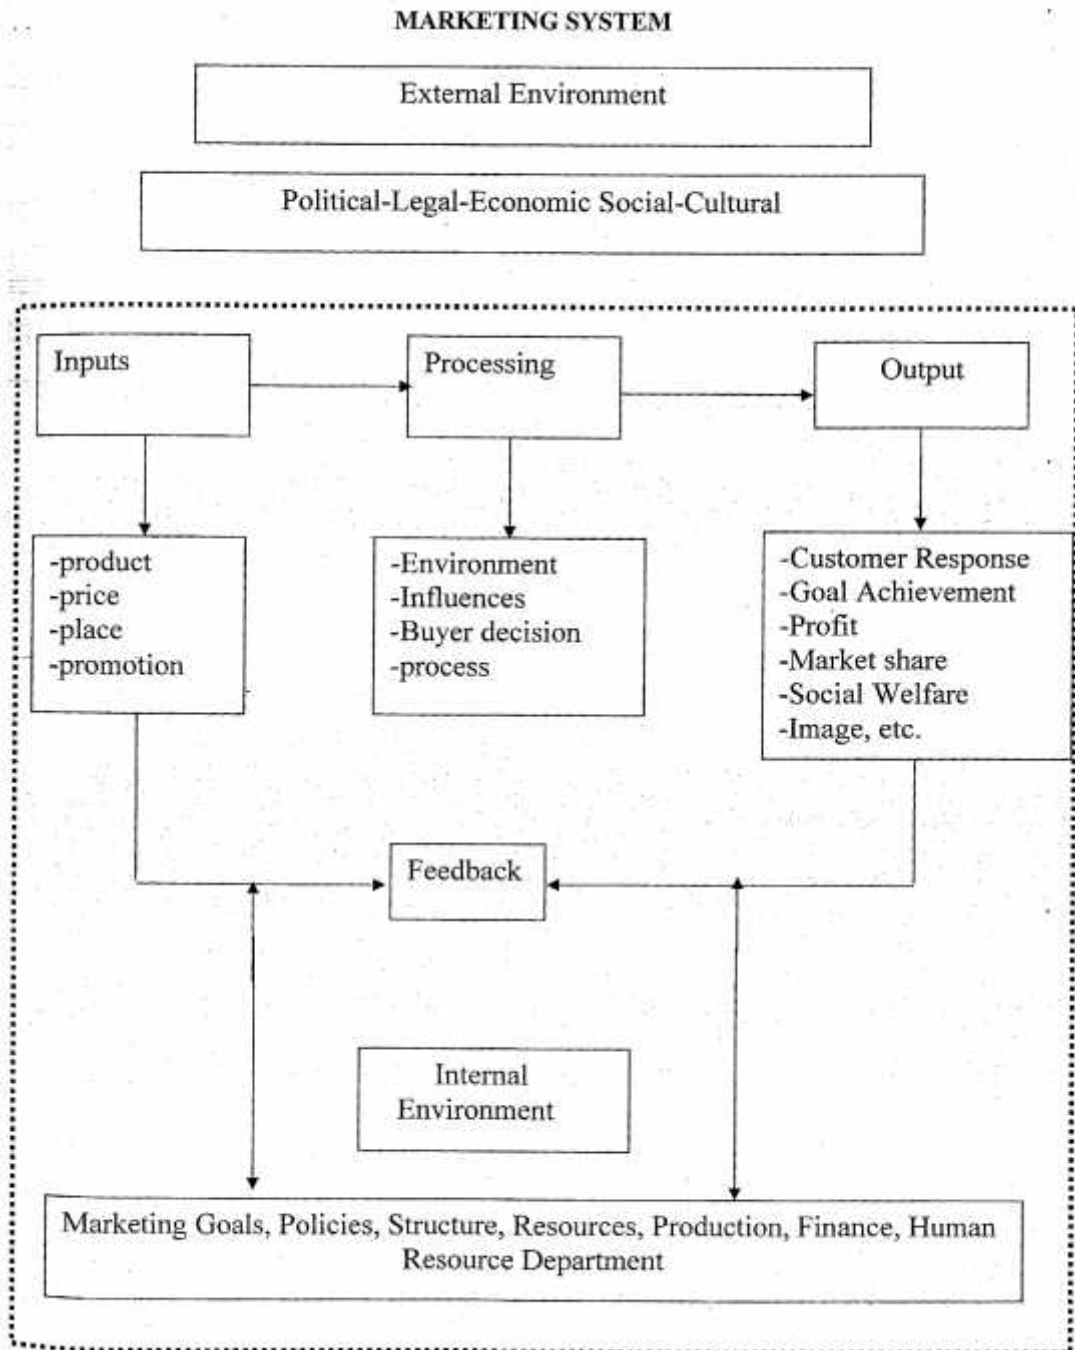 MARKETING SYSTEM
External Environment
Political-Legal-Economic Social-Cultural
Inputs
Processing
Output
-product
-price
-place
-promotion
-Environment
-Influences
-Buyer decision
-process
-Customer Response
-Goal Achievement
-Profit
-Market share
-Social Welfare
-Image, etc.
Feedback
Internal
Environment
Marketing Goals, Policies, Structure, Resources, Production, Finance, Human
Resource Department